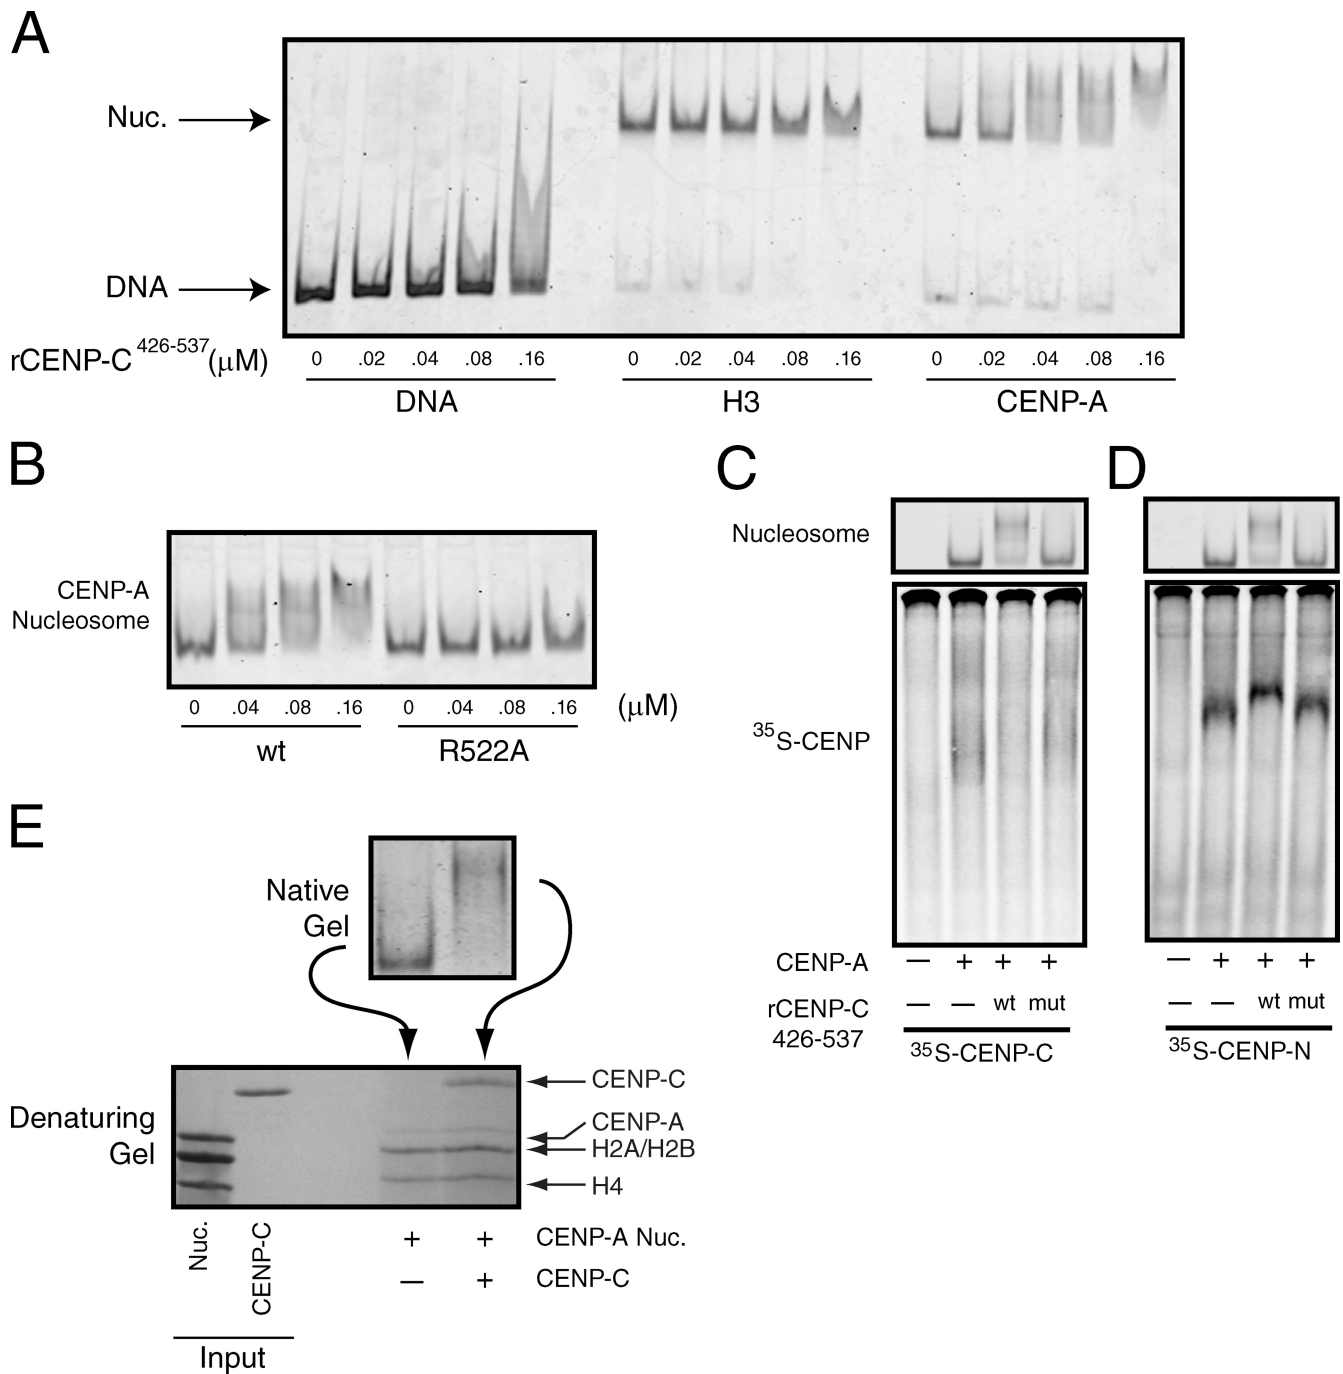 A
Nuc.
DNA
rCENP-C 426-537 (μM)
0 .02 .04 .08 .16 0 .02 .04 .08 .16 0 .02 .04 .08 .16
DNA H3 CENP-A
B
CENP-A
Nucleosome
0 .04 .08 .16 0 .04 .08 .16 (μM)
wt R522A
C D
Nucleosome
35S-CENP
CENP-A — + + + — + + +
rCENP-C — — wt mut — — wt mut
426-537
35S-CENP-C 35S-CENP-N
E
Native
Gel
Denaturing
Gel
CENP-C
CENP-A
H2A/H2B
H4
Nuc.
CENP-C
+ + CENP-A Nuc.
— + CENP-C
Input